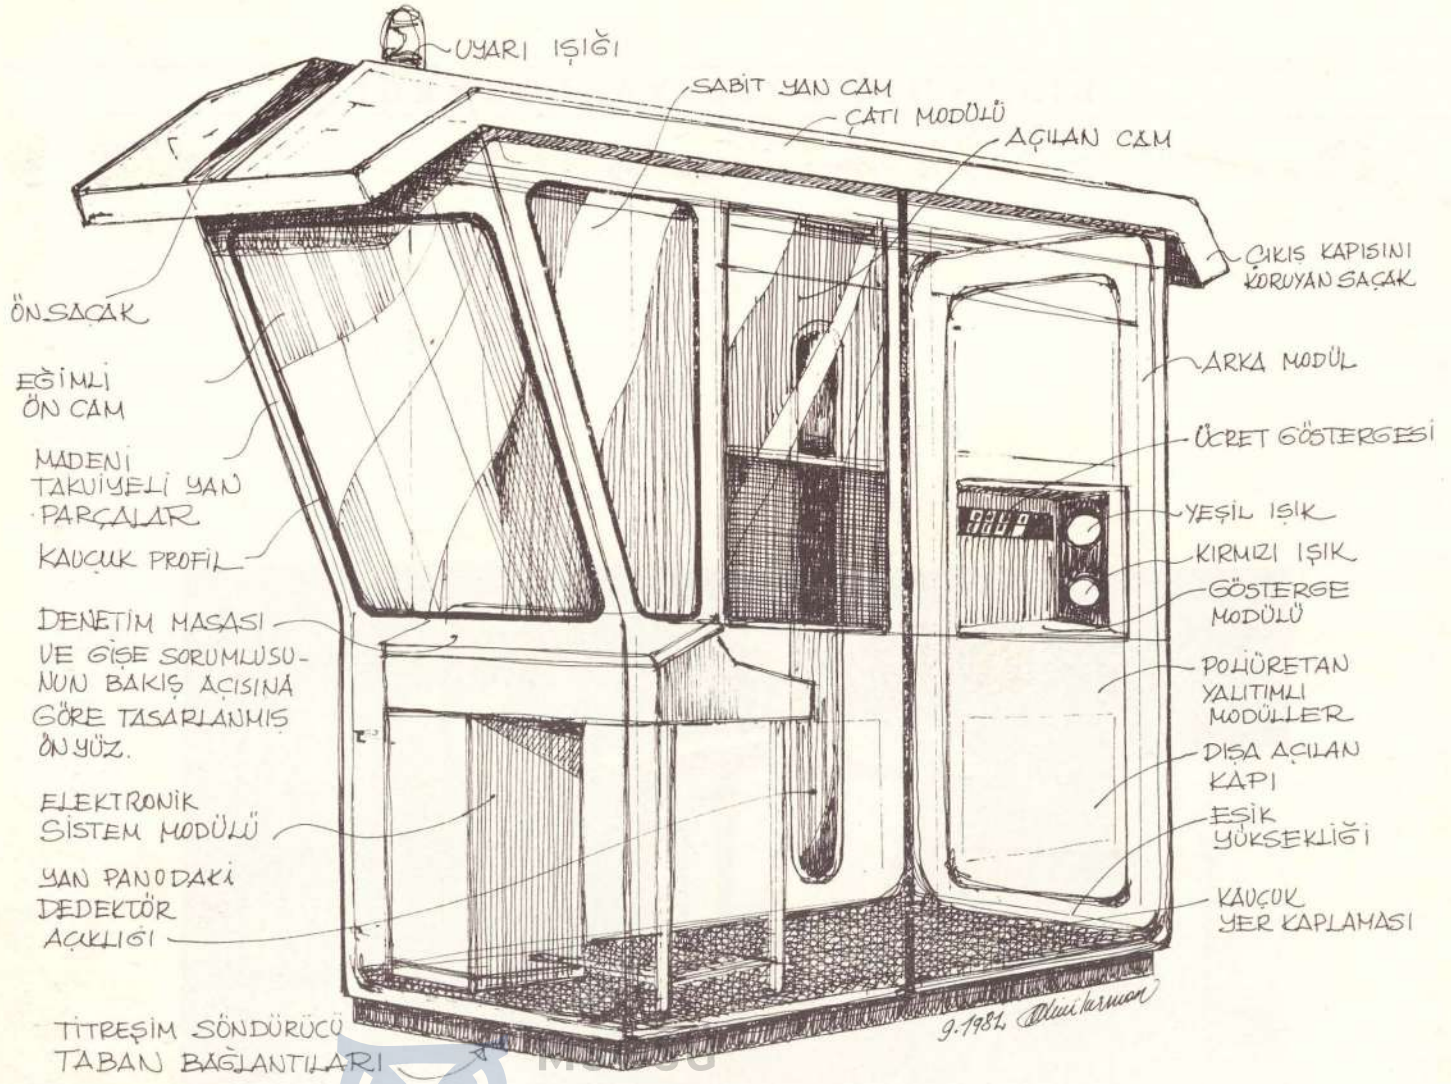 UYARI IŞIĞI
SABİT YAN CAM
ÇATI MODÜLÜ
AÇILAN CAM
ÖN SAÇAK
EĞİMLİ
ÖN CAM
MADENİ
TAKVİYELİ YAN
PARÇALAR
KAUÇUK PROFİL
DENETİM MASASI
VE GİŞE SORUMLUSU-
NUN BAKIŞ AÇISINA
GÖRE TASARLANMIŞ
ÖN YÜZ.
ELEKTRONİK
SİSTEM MODÜLÜ
YAN PANODAKİ
DEDEKTÖR
AÇIKLIĞI
TİTREŞİM SÖNDÜRÜCÜ
TABAN BAĞLANTILARI
ÇIKIŞ KAPISINI
KORUYAN SAÇAK
ARKA MODÜL
ÜCRET GÖSTERGESİ
YEŞİL IŞIK
KIRMIZI IŞIK
GÖSTERGE
MODÜLÜ
POLİÜRETAN
YALITIMLI
MODÜLLER
DIŞA AÇILAN
KAPI
EŞİK
YÜKSEKLİĞİ
KAUÇUK
YER KAPLAMASI
9.1981